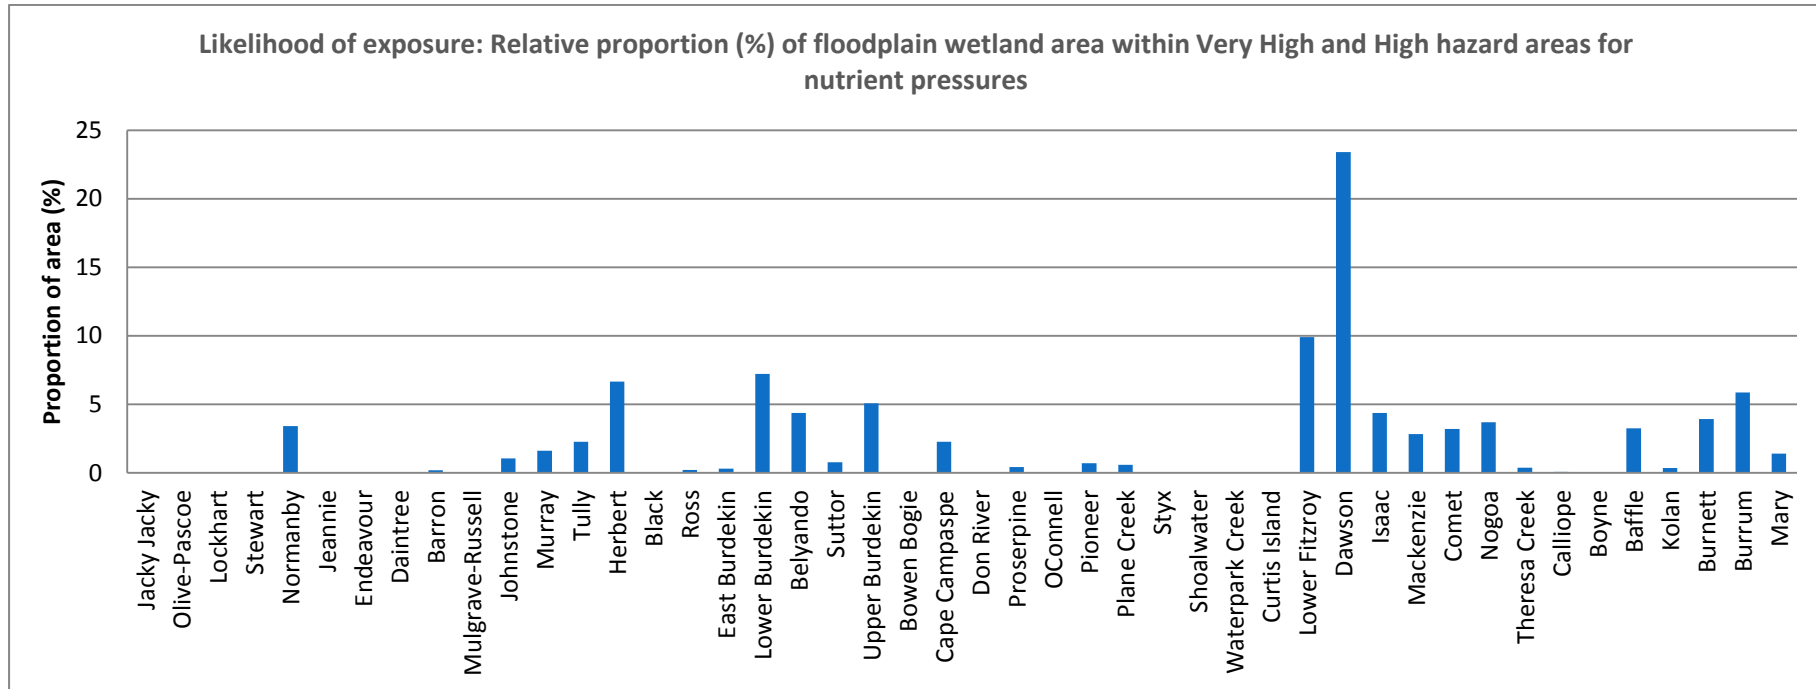 Likelihood of exposure: Relative proportion (%) of floodplain wetland area within Very High and High hazard areas for
nutrient pressures
Proportion of area (%)
25
20
15
10
5
0
Jacky Jacky
Olive-Pascoe
Lockhart
Stewart
Normanby
Jeannie
Endeavour
Daintree
Barron
Mulgrave-Russell
Johnstone
Murray
Tully
Herbert
Black
Ross
East Burdekin
Lower Burdekin
Belyando
Suttor
Upper Burdekin
Bowen Bogie
Cape Campaspe
Don River
Proserpine
OConnell
Pioneer
Plane Creek
Styx
Shoalwater
Waterpark Creek
Curtis Island
Lower Fitzroy
Dawson
Isaac
Mackenzie
Comet
Nogoa
Theresa Creek
Calliope
Boyne
Baffle
Kolan
Burnett
Burrum
Mary